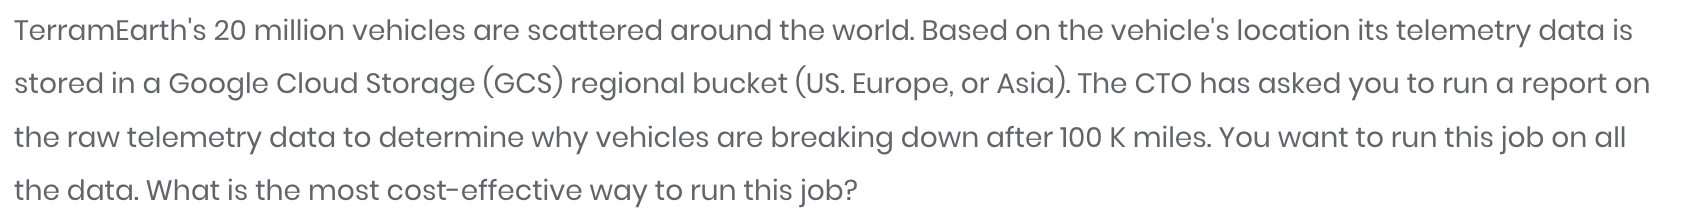 TerramEarth's 20 million vehicles are scattered around the world. Based on the vehicle's location its telemetry data is
stored in a Google Cloud Storage (GCS) regional bucket (US. Europe, or Asia). The CTO has asked you to run a report on
the raw telemetry data to determine why vehicles are breaking down after 100 K miles. You want to run this job on all
the data. What is the most cost-effective way to run this job?